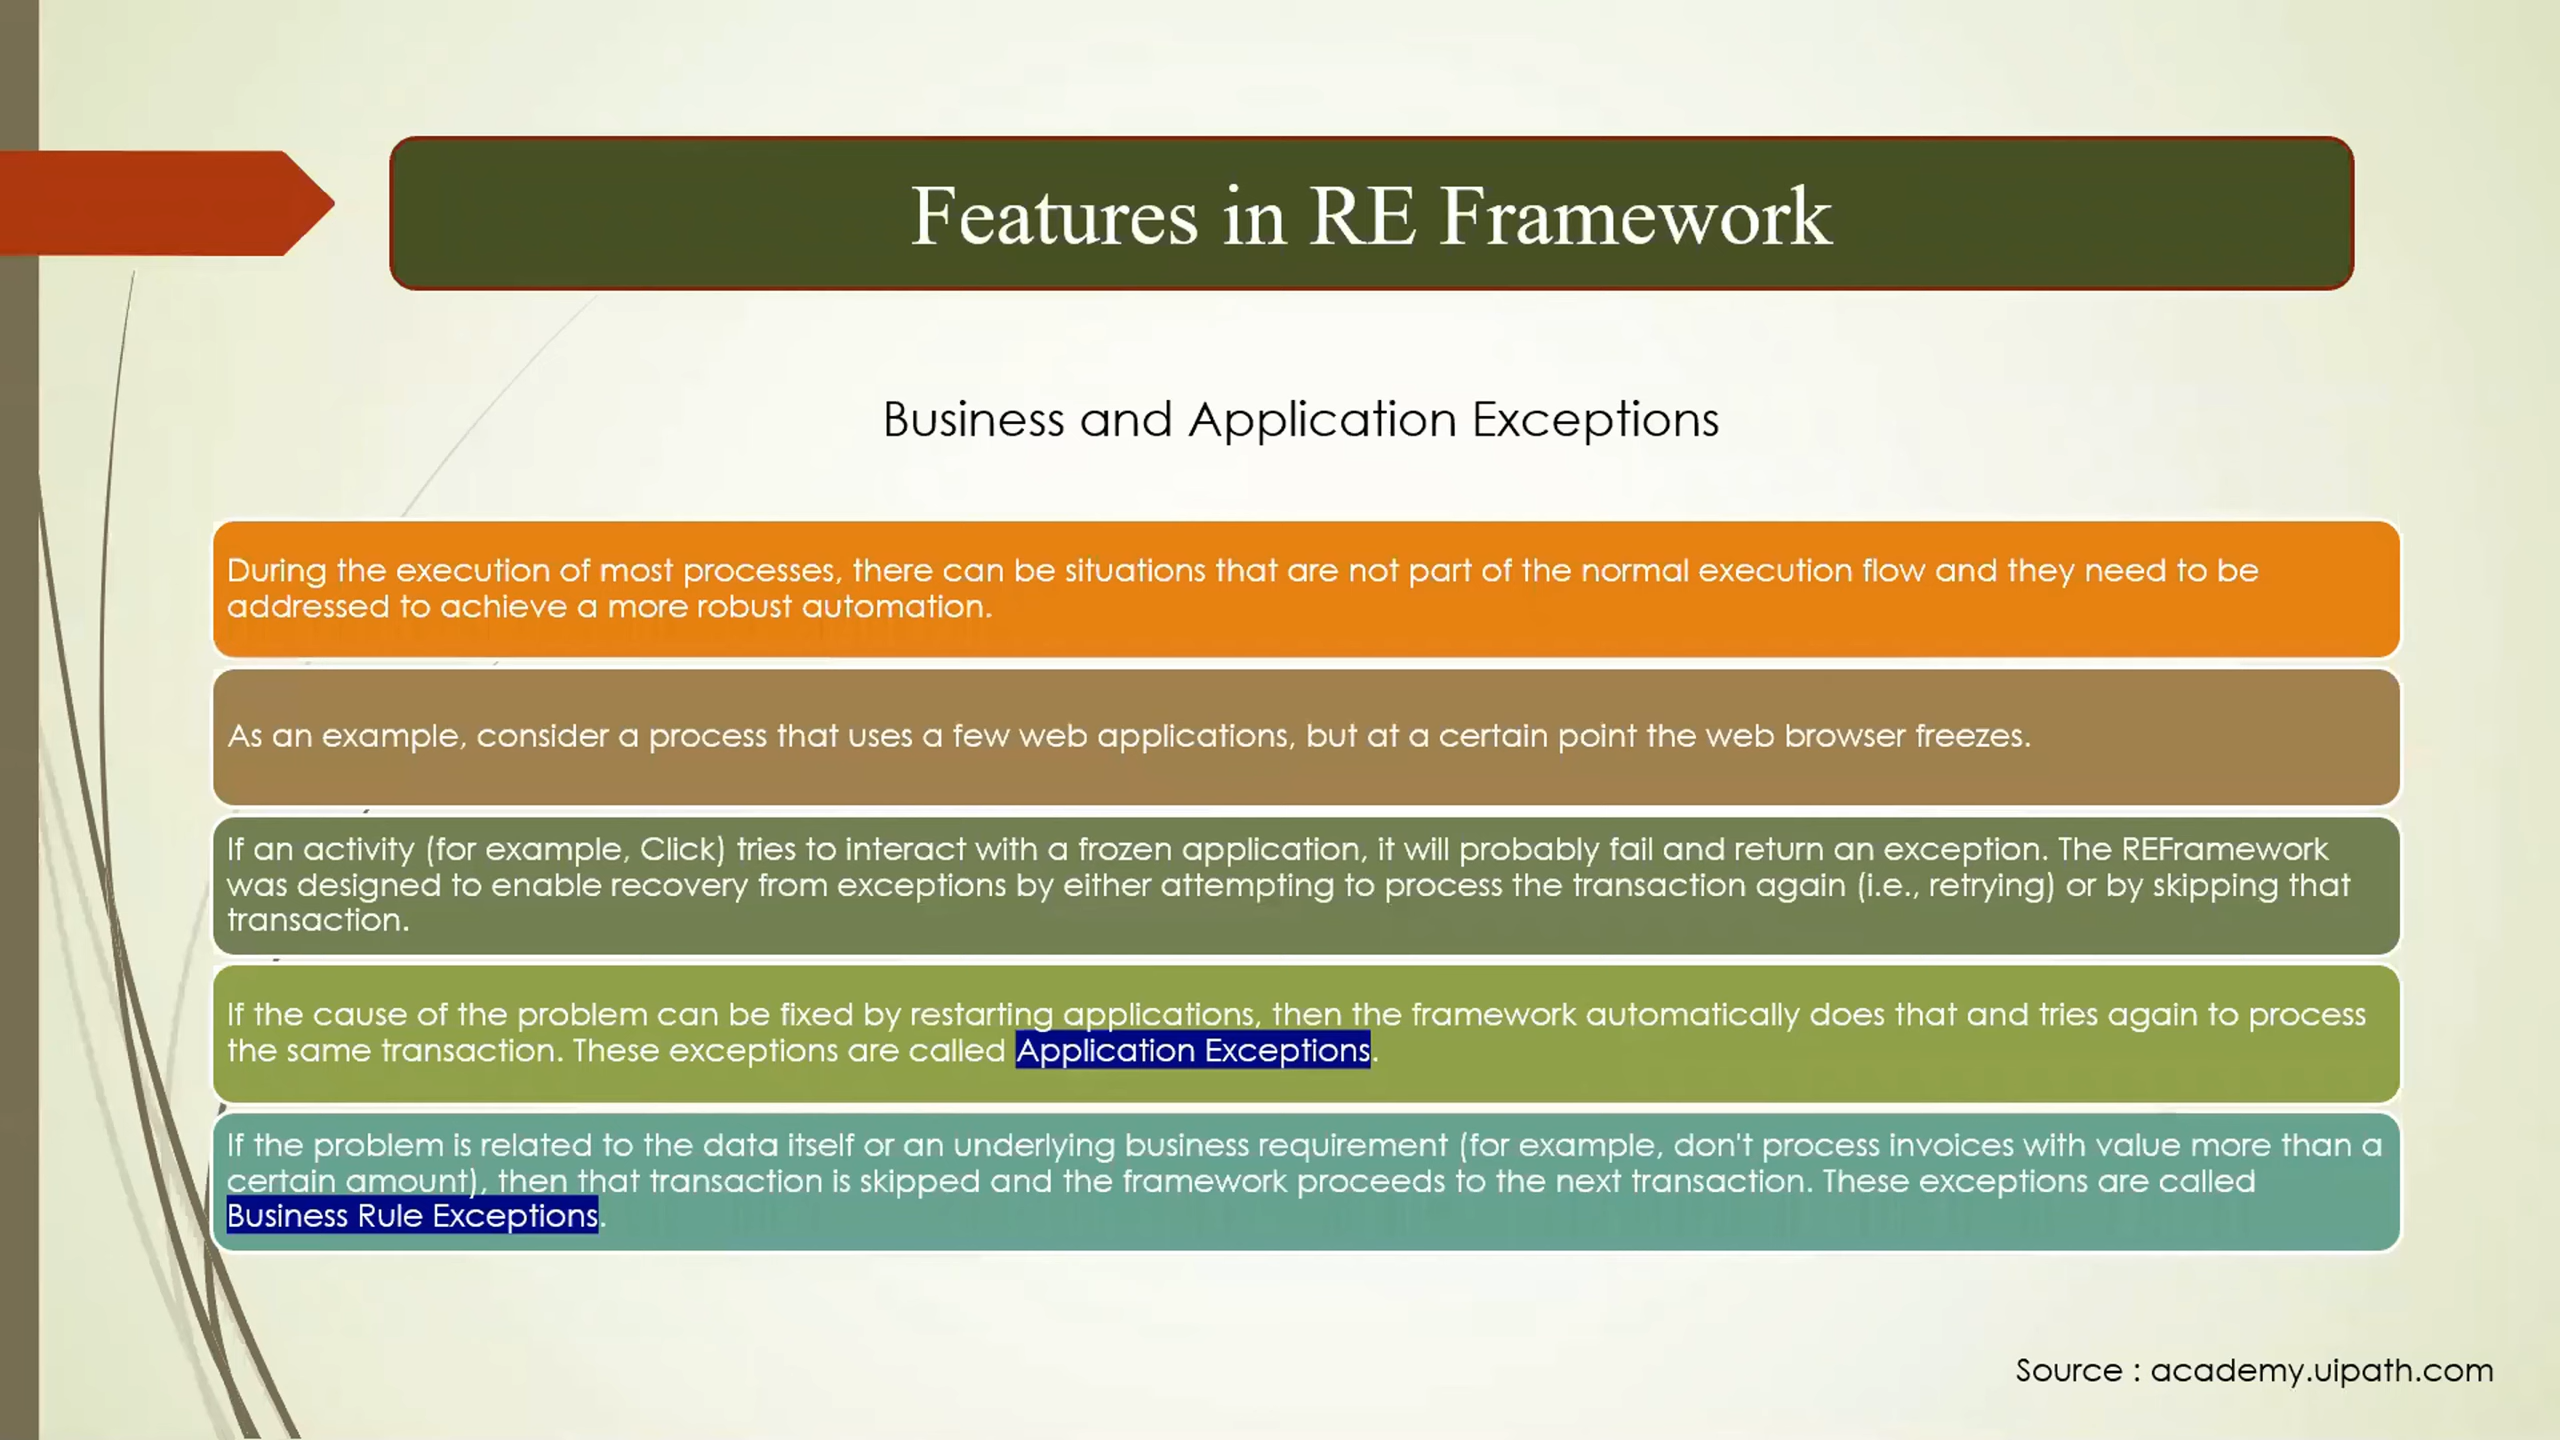 Features in RE Framework
Business and Application Exceptions
During the execution of most processes, there can be situations that are not part of the normal execution flow and they need to be
addressed to achieve a more robust automation.
As an example, consider a process that uses a few web applications, but at a certain point the web browser freezes.
If an activity (for example, Click) tries to interact with a frozen application, it will probably fail and return an exception. The REFramework
was designed to enable recovery from exceptions by either attempting to process the transaction again (i.e., retrying) or by skipping that
transaction.
If the cause of the problem can be fixed by restarting applications, then the framework automatically does that and tries again to process
the same transaction. These exceptions are called Application Exceptions.
If the problem is related to the data itself or an underlying business requirement (for example, don't process invoices with value more than a
certain amount), then that transaction is skipped and the framework proceeds to the next transaction. These exceptions are called
Business Rule Exceptions.
Source : academy.uipath.com